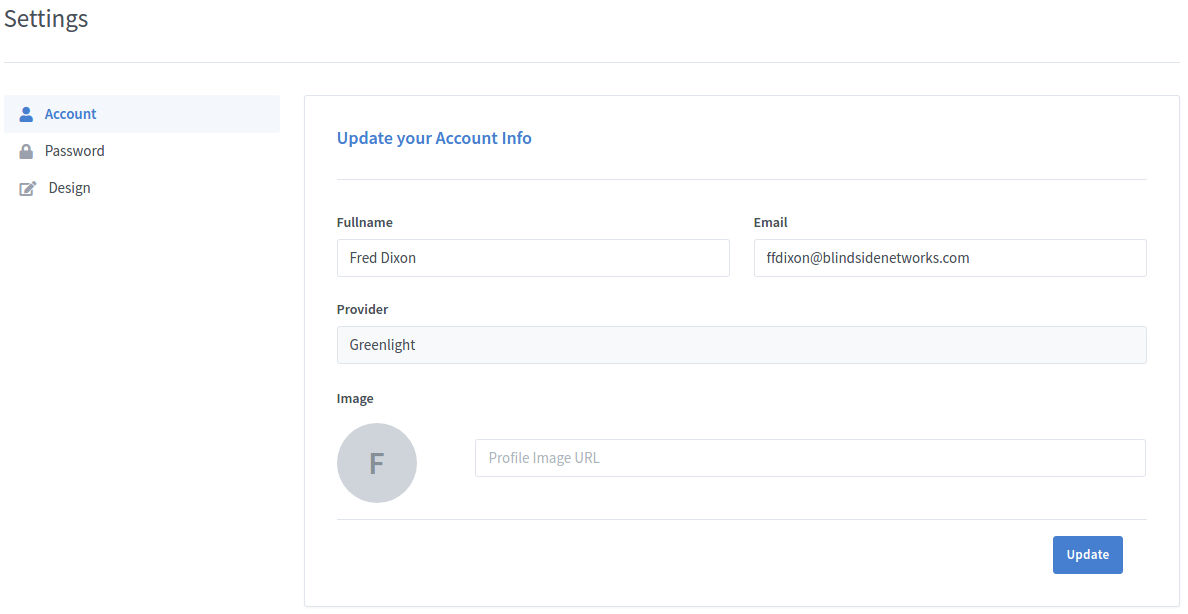 Settings
Account
Password
Design
Update your Account Info
Fullname
Email
Fred Dixon
ffdixon@blindsidenetworks.com
Provider
Greenlight
Image
F
Profile Image URL
Update